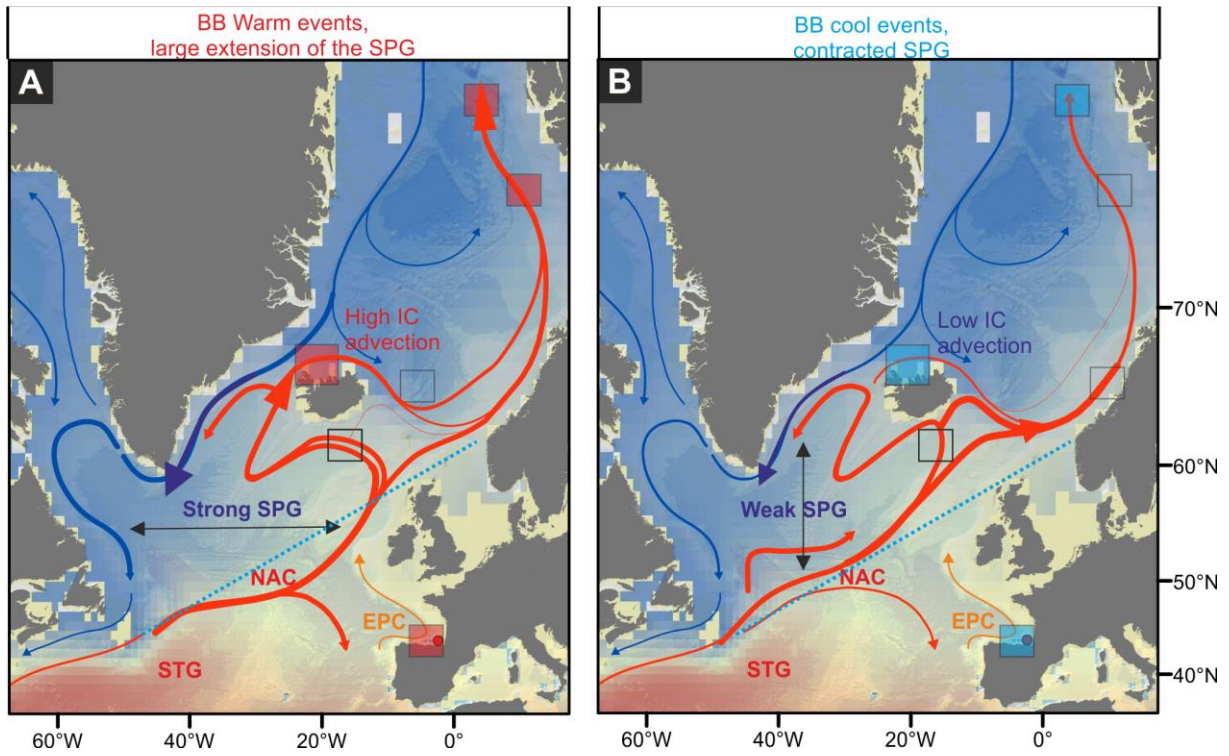 BB Warm events,
large extension of the SPG
BB cool events,
contracted SPG
A
High IC
advection
Strong SPG
NAC
EPC
STG
B
Low IC
advection
Weak SPG
NAC
EPC
STG
70°N
60°N
50°N
40°N
60°W
40°W
20°W
0°
60°W
40°W
20°W
0°